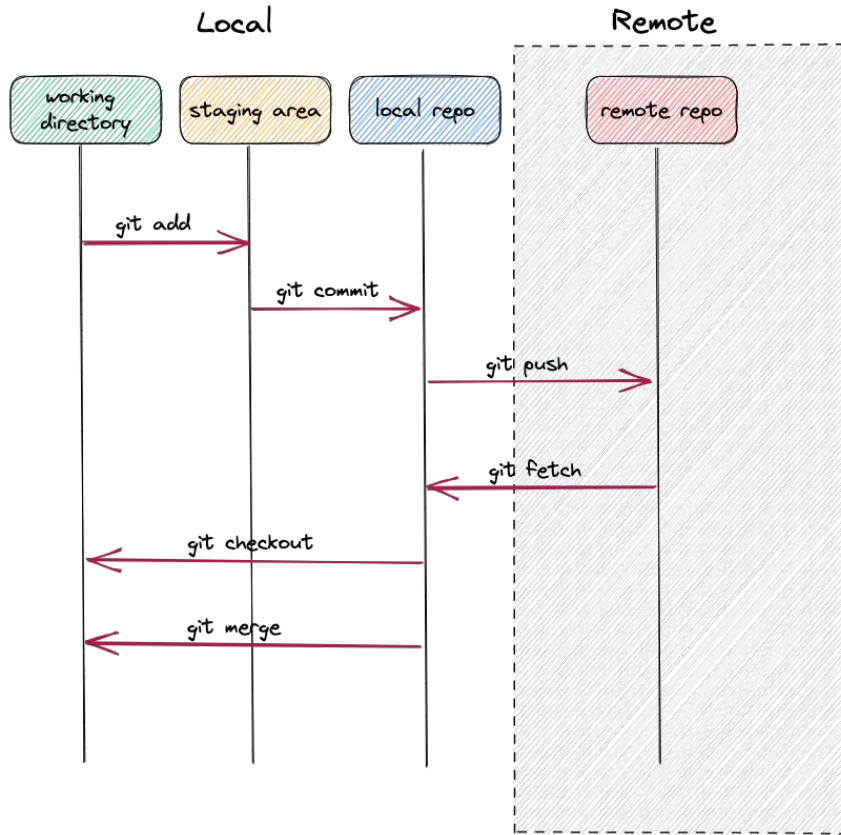 Local
Remote
working
directory
staging area
local repo
remote repo
git add
git commit
git push
git fetch
git checkout
git merge